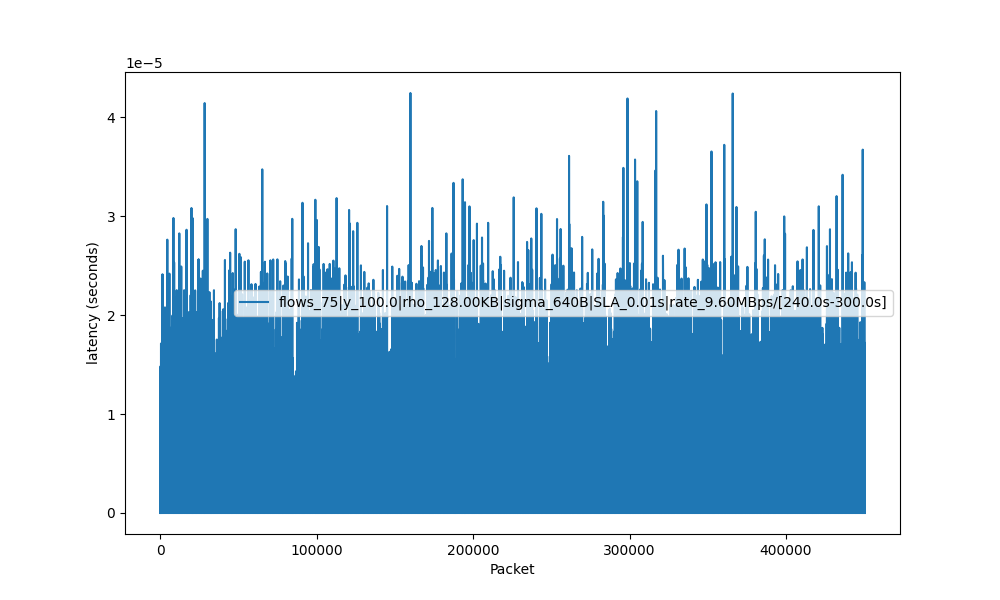 1e−5
4
3
2
1
0
latency (seconds)
flows_75|y_100.0|rho_128.00KB|sigma_640B|SLA_0.01s|rate_9.60MBps/[240.0s-300.0s]
0 100000 200000 300000 400000
Packet